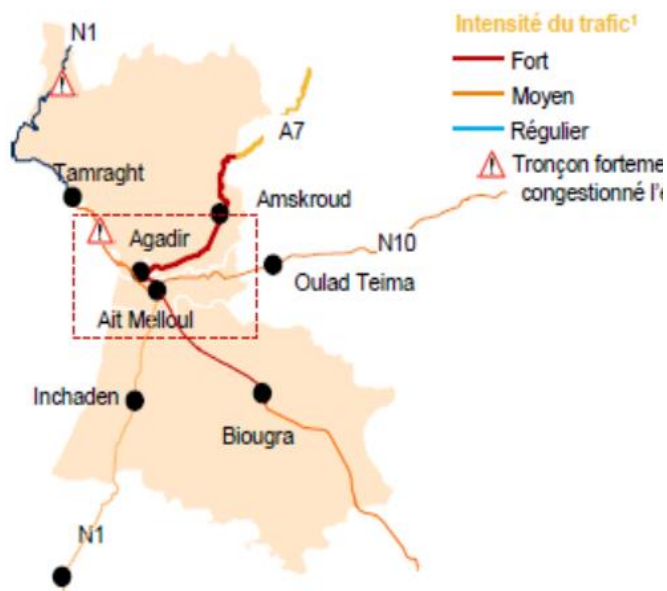 N1
Intensité du trafic¹
Fort
Moyen
Régulier
Tronçon
congestionné
A7
Tamraght
Amskroud
Agadir
N10
Oulad Teima
Ait Melloul
Inchaden
Biougra
N1